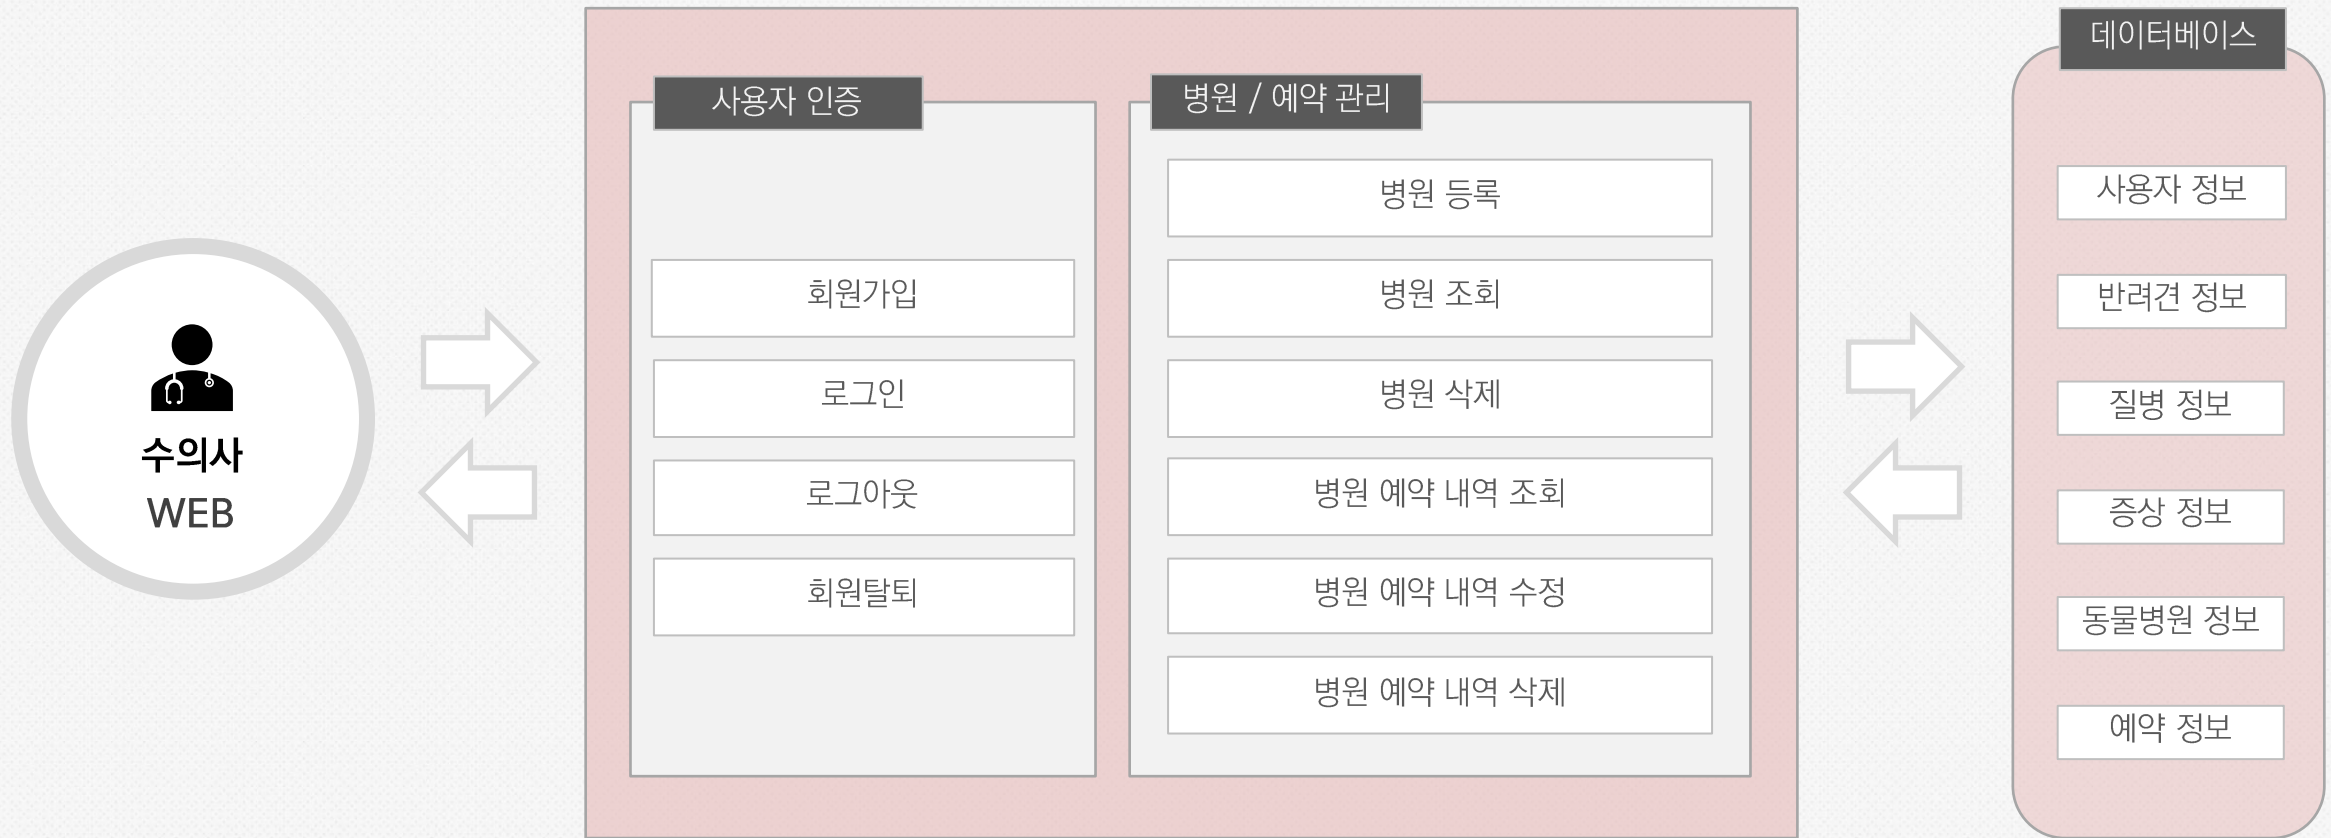 수의사
WEB
사용자 인증
회원가입
로그인
로그아웃
회원탈퇴
병원 / 예약 관리
병원 등록
병원 조회
병원 삭제
병원 예약 내역 조회
병원 예약 내역 수정
병원 예약 내역 삭제
데이터베이스
사용자 정보
반려견 정보
질병 정보
증상 정보
동물병원 정보
예약 정보